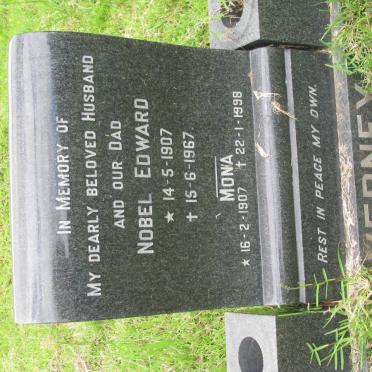 In Memory of
My dearly beloved Husband
and our Dad
Nobel Edward
★ 14-5-1907
✝ 15-6-1967
Mona
★ 16-2-1907 ✝ 22-1-1998
Rest in peace my own.